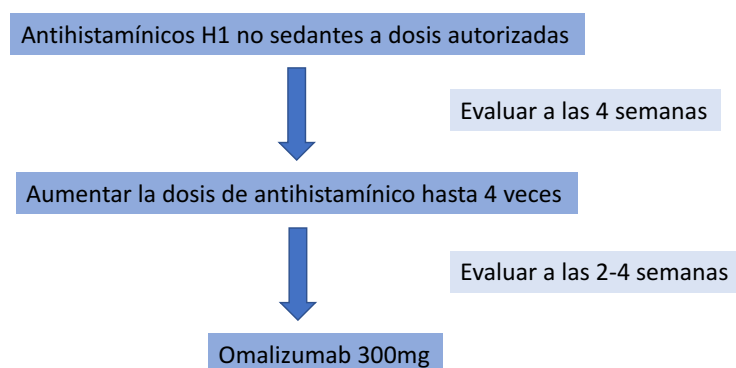 Antihistamínicos H1 no sedantes a dosis autorizadas
Evaluar a las 4 semanas
Aumentar la dosis de antihistamínico hasta 4 veces
Evaluar a las 2-4 semanas
Omalizumab 300mg